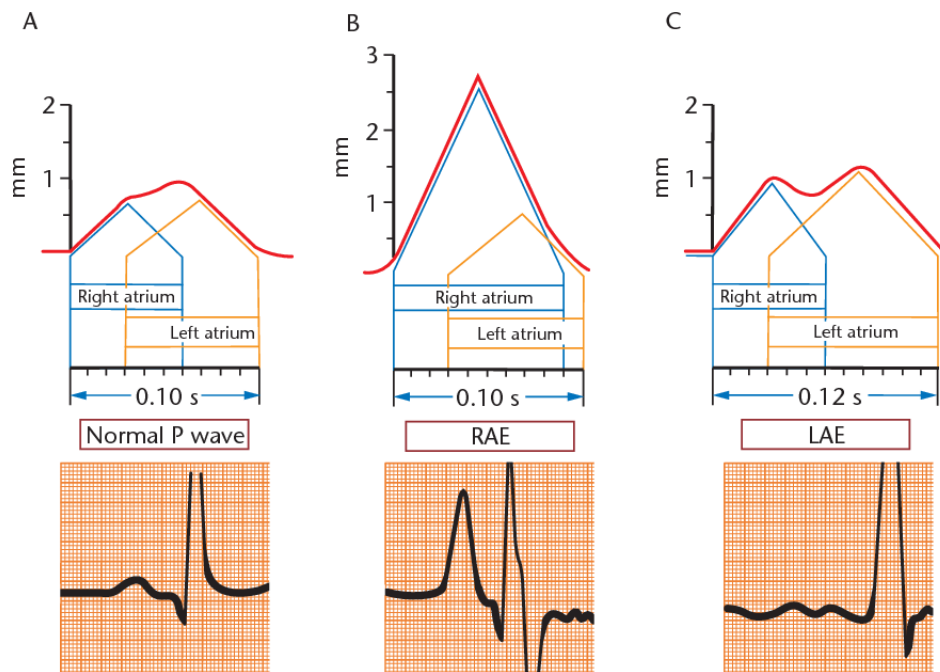 A
2
1
mm
Right atrium
Left atrium
0.10 s
Normal P wave
B
3
2
1
mm
Right atrium
Left atrium
0.10 s
RAE
C
2
1
mm
Right atrium
Left atrium
0.12 s
LAE